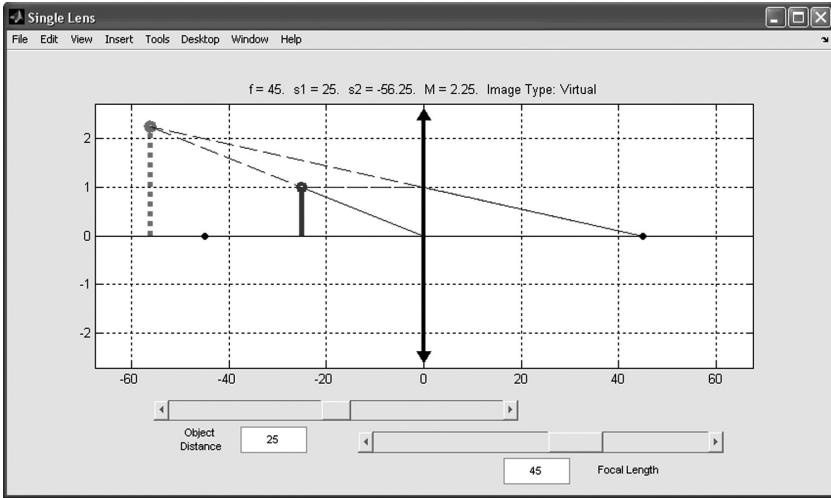 Single Lens
File Edit View Insert Tools Desktop Window Help
f = 45. s1 = 25. s2 = -56.25. M = 2.25. Image Type: Virtual
2
1
0
-1
-2
-60 -40 -20 0 20 40 60
Object
Distance
25
45
Focal Length